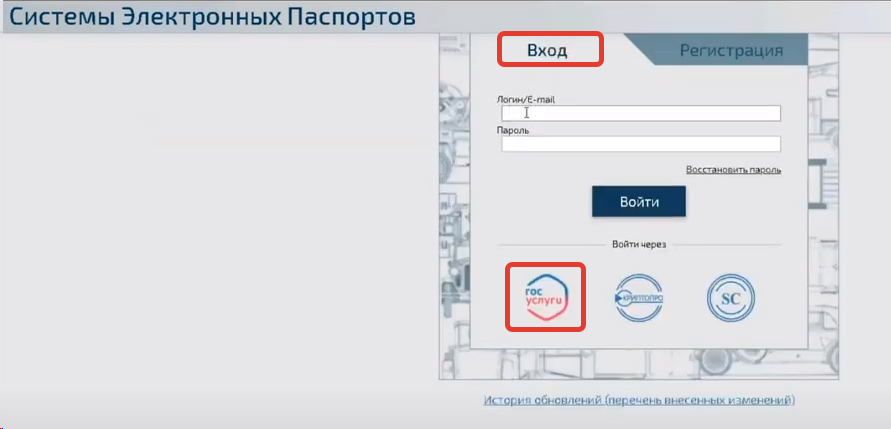 Системы Электронных Паспортов
Вход
Регистрация
Логин/E-mail
Пароль
Восстановить пароль
Войти
Войти через
гос
услуги
КРИПТОПРО
SC
История обновлений (перечень внесенных изменений)